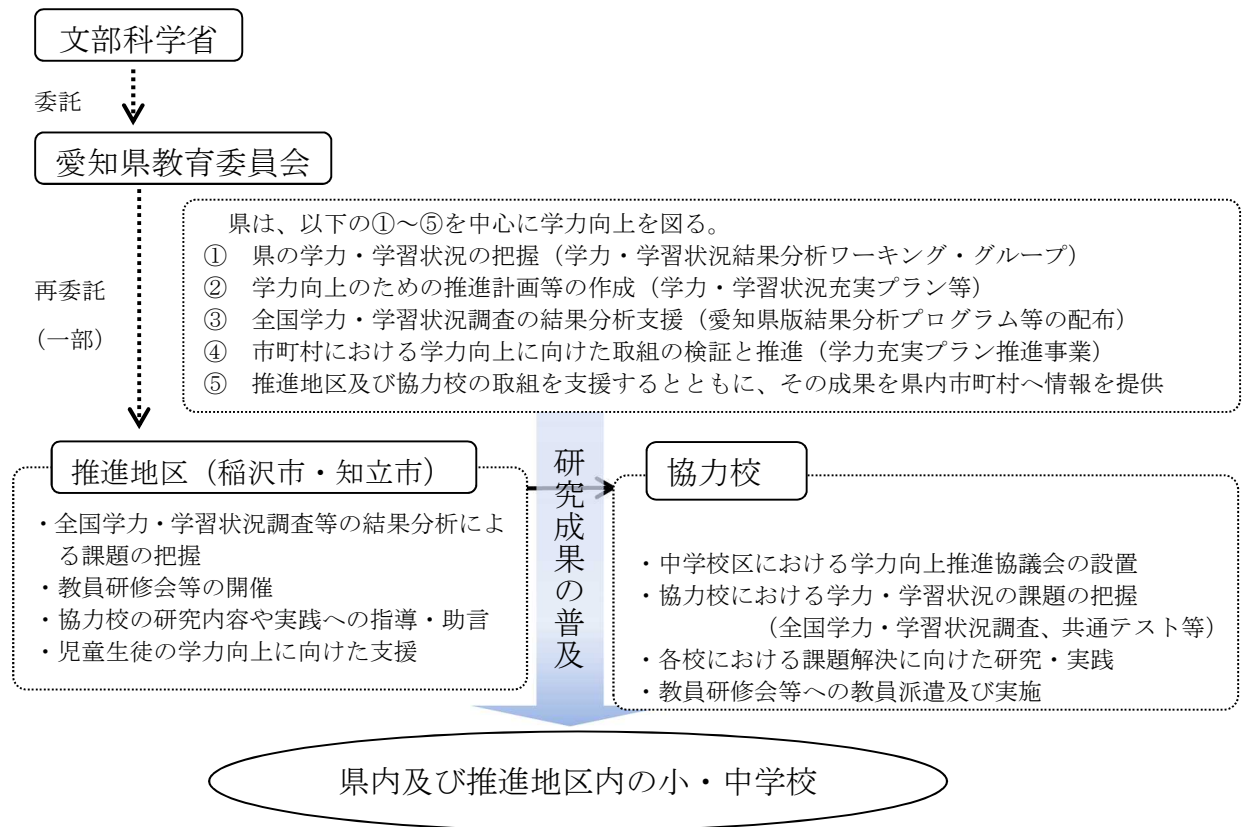 文部科学省
委託
愛知県教育委員会
再委託
(一部)
県は、以下の①~⑤を中心に学力向上を図る。
① 県の学力・学習状況の把握(学力・学習状況結果分析ワーキング・グループ)
② 学力向上のための推進計画等の作成(学力・学習状況充実プラン等)
③ 全国学力・学習状況調査の結果分析支援(愛知県版結果分析プログラム等の配布)
④ 市町村における学力向上に向けた取組の検証と推進(学力充実プラン推進事業)
⑤ 推進地区及び協力校の取組を支援するとともに、その成果を県内市町村へ情報を提供
推進地区(稲沢市・知立市)
・全国学力・学習状況調査等の結果分析によ
る課題の把握
・教員研修会等の開催
・協力校の研究内容や実践への指導・助言
・児童生徒の学力向上に向けた支援
研究成果の普及
協力校
・中学校区における学力向上推進協議会の設置
・協力校における学力・学習状況の課題の把握
(全国学力・学習状況調査、共通テスト等)
・各校における課題解決に向けた研究・実践
・教員研修会等への教員派遣及び実施
県内及び推進地区内の小・中学校